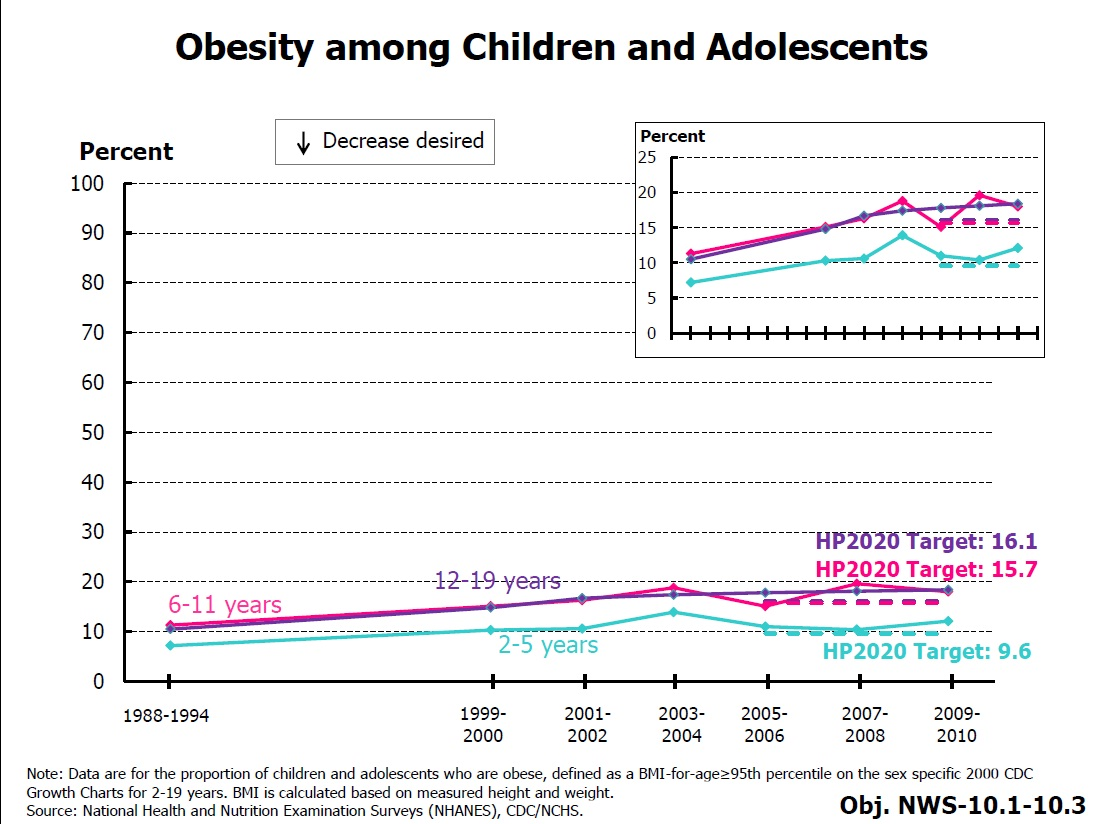 Obesity among Children and Adolescents
↓ Decrease desired
Percent
100
90
80
70
60
50
40
30
20
10
0
Percent
25
20
15
10
5
0
HP2020 Target: 16.1
HP2020 Target: 15.7
12-19 years
6-11 years
2-5 years
HP2020 Target: 9.6
1988-1994
1999-
2000
2001-
2002
2003-
2004
2005-
2006
2007-
2008
2009-
2010
Note: Data are for the proportion of children and adolescents who are obese, defined as a BMI-for-age≥95th percentile on the sex specific 2000 CDC
Growth Charts for 2-19 years. BMI is calculated based on measured height and weight.
Source: National Health and Nutrition Examination Surveys (NHANES), CDC/NCHS.
Obj. NWS-10.1-10.3